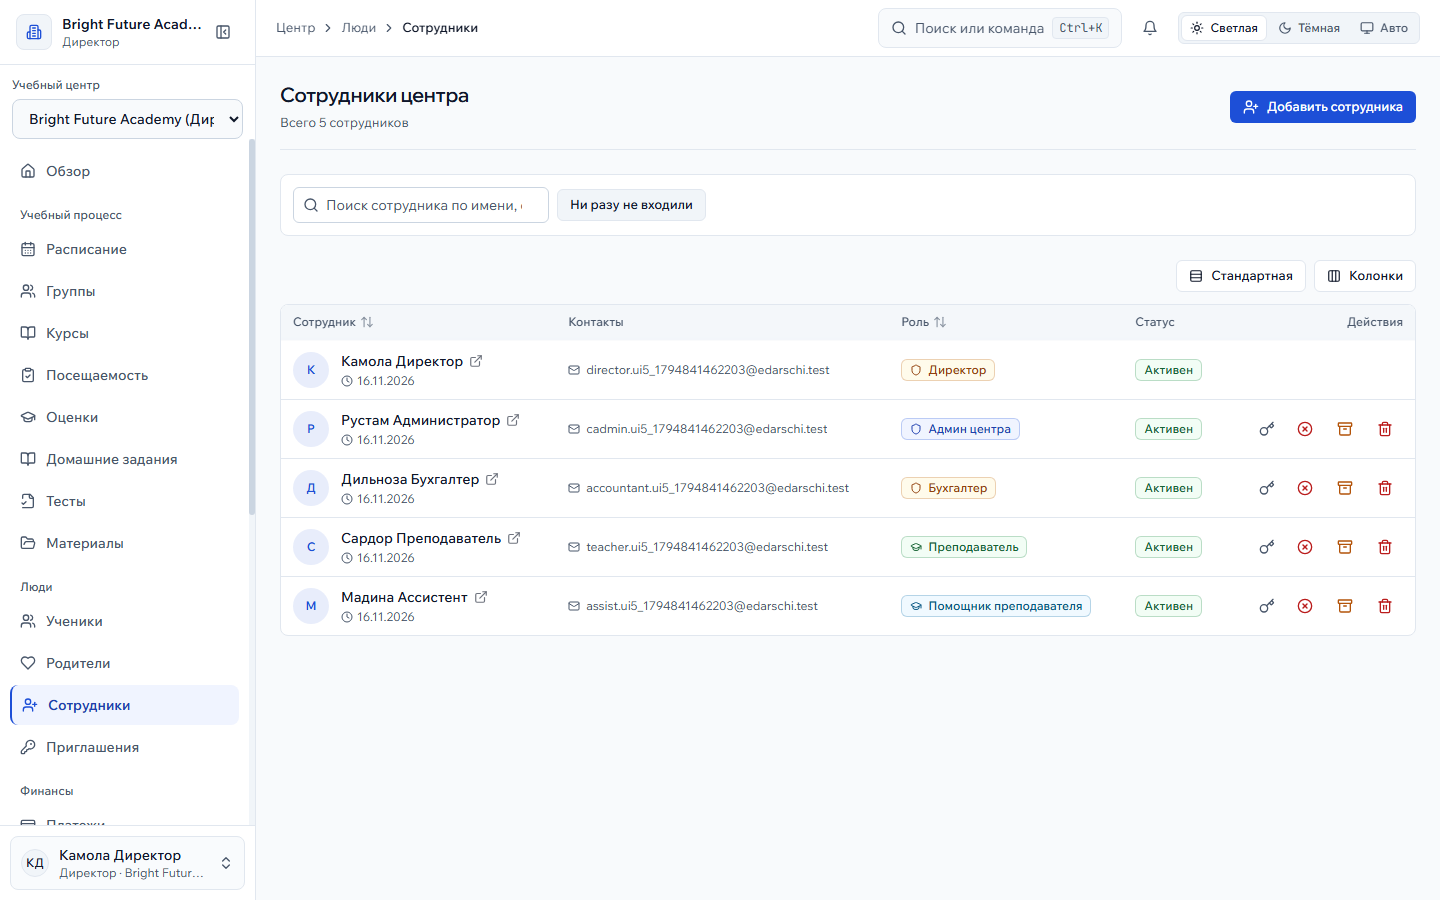 Bright Future Acad...
Директор
Учебный центр
Bright Future Academy (Дир
Обзор
Учебный процесс
Расписание
Группы
Курсы
Посещаемость
Оценки
Домашние задания
Тесты
Материалы
Люди
Ученики
Родители
Сотрудники
Приглашения
Финансы
Платежи
КД
Камола Директор
Директор · Bright Futur...
Центр
Люди
Сотрудники
Поиск или команда
Ctrl+K
Светлая
Тёмная
Авто
Сотрудники центра
Всего 5 сотрудников
Добавить сотрудника
Поиск сотрудника по имени,
Ни разу не входили
Стандартная
Колонки
Сотрудник Контакты Роль Статус Действия
К Камола Директор
16.11.2026
director.ui5_1794841462203@edarschi.test
Директор
Активен
Р Рустам Администратор
16.11.2026
cadmin.ui5_1794841462203@edarschi.test
Админ центра
Активен
Д Дильноза Бухгалтер
16.11.2026
accountant.ui5_1794841462203@edarschi.test
Бухгалтер
Активен
С Сардор Преподаватель
16.11.2026
teacher.ui5_1794841462203@edarschi.test
Преподаватель
Активен
М Мадина Ассистент
16.11.2026
assist.ui5_1794841462203@edarschi.test
Помощник преподавателя
Активен